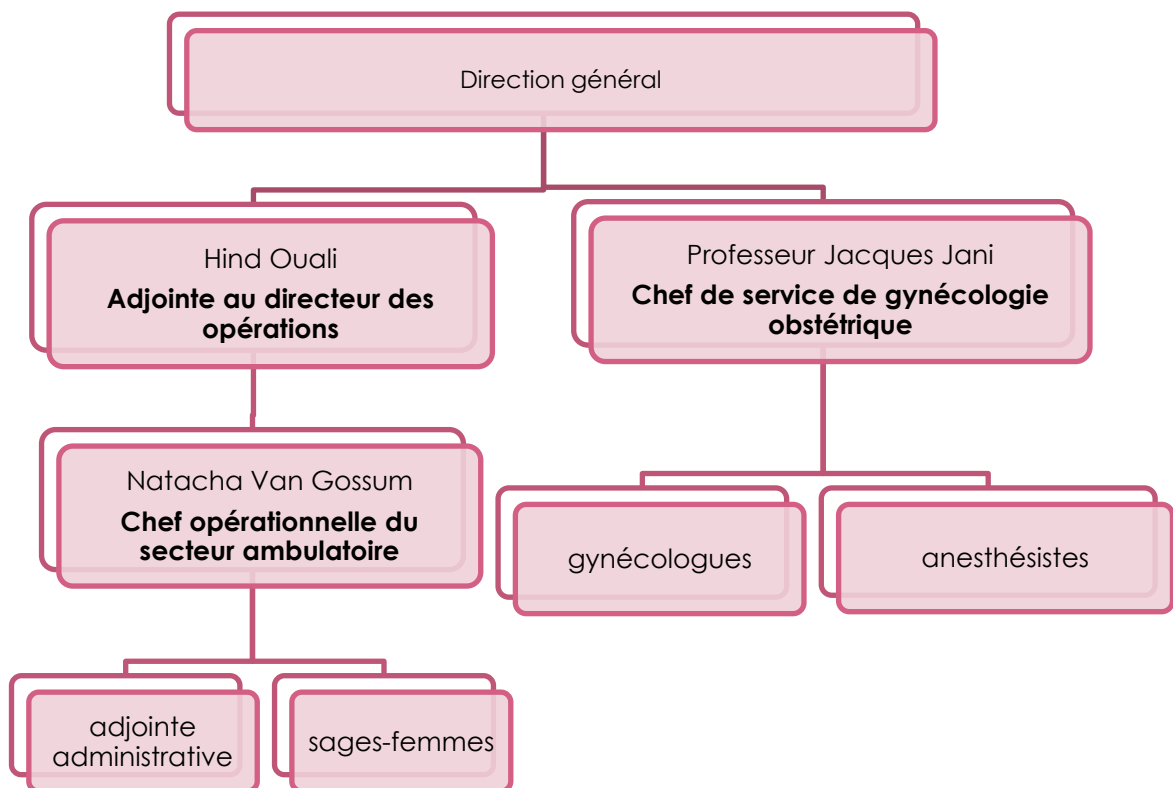 Direction général
Hind Ouali
Adjointe au directeur des
opérations
Professeur Jacques Jani
Chef de service de gynécologie
obstétrique
Natacha Van Gossum
Chef opérationnelle du
secteur ambulatoire
gynécologues
anesthésistes
adjointe
administrative
sages-femmes